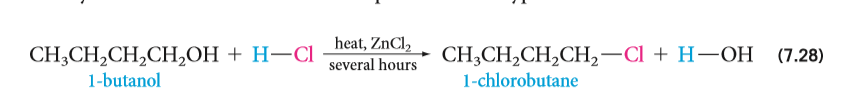 heat, ZnCl₂
CH₃CH₂CH₂CH₂OH + H—Cl → CH₃CH₂CH₂CH₂—Cl + H—OH (7.28)
several hours
1-butanol 1-chlorobutane